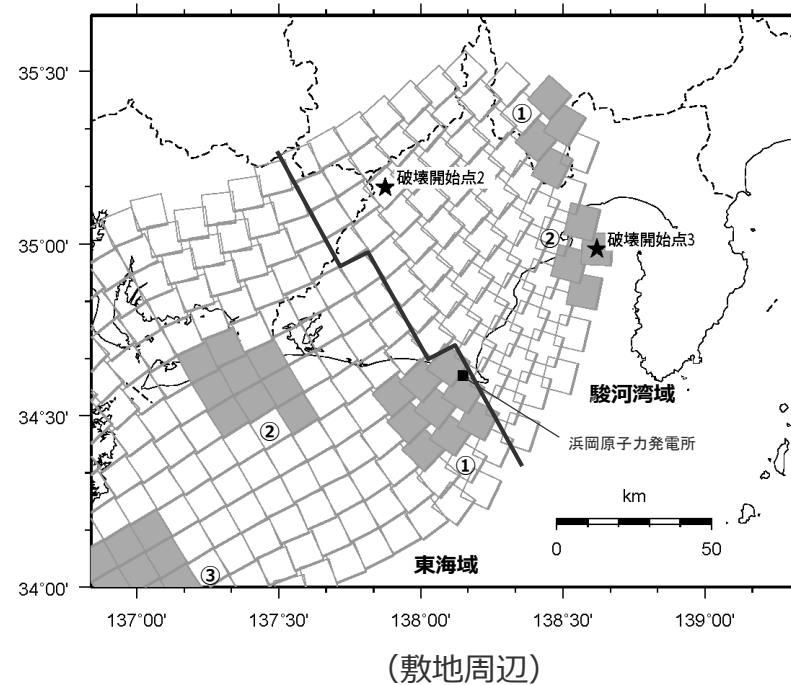 35°30'
①
破壊開始点2
35°00'
②
破壊開始点3
駿河湾域
34°30'
②
浜岡原子力発電所
①
km
0
50
東海域
③
34°00'
137°00'
137°30'
138°00'
138°30'
139°00'
（敷地周辺）